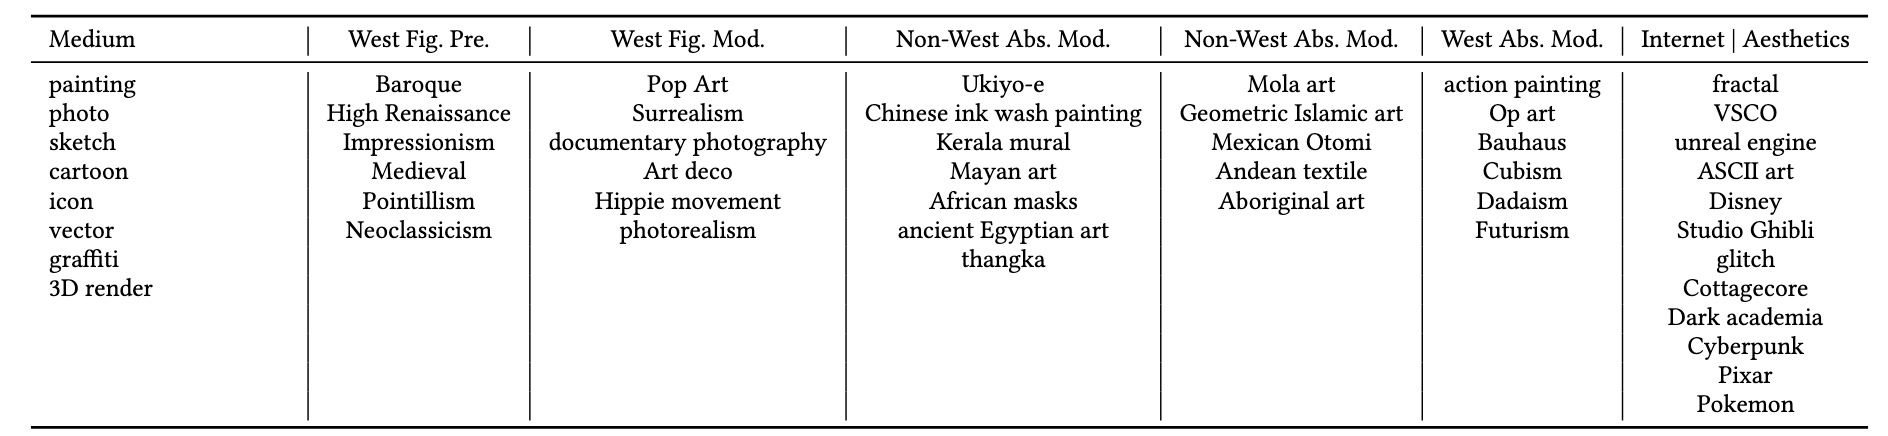 Medium | West Fig. Pre. | West Fig. Mod. | Non-West Abs. Mod. | Non-West Abs. Mod. | West Abs. Mod. | Internet | Aesthetics
painting | Baroque | Pop Art | Ukiyo-e | Mola art | action painting | fractal
photo | High Renaissance | Surrealism | Chinese ink wash painting | Geometric Islamic art | Op art | VSCO
sketch | Impressionism | documentary photography | Kerala mural | Mexican Otomi | Bauhaus | unreal engine
cartoon | Medieval | Art deco | Mayan art | Andean textile | Cubism | ASCII art
icon | Pointillism | Hippie movement | African masks | Aboriginal art | Dadaism | Disney
vector | Neoclassicism | photorealism | ancient Egyptian art | | Futurism | Studio Ghibli
graffiti | | | thangka | | | glitch
3D render | | | | | | Cottagecore
Dark academia
Cyberpunk
Pixar
Pokemon